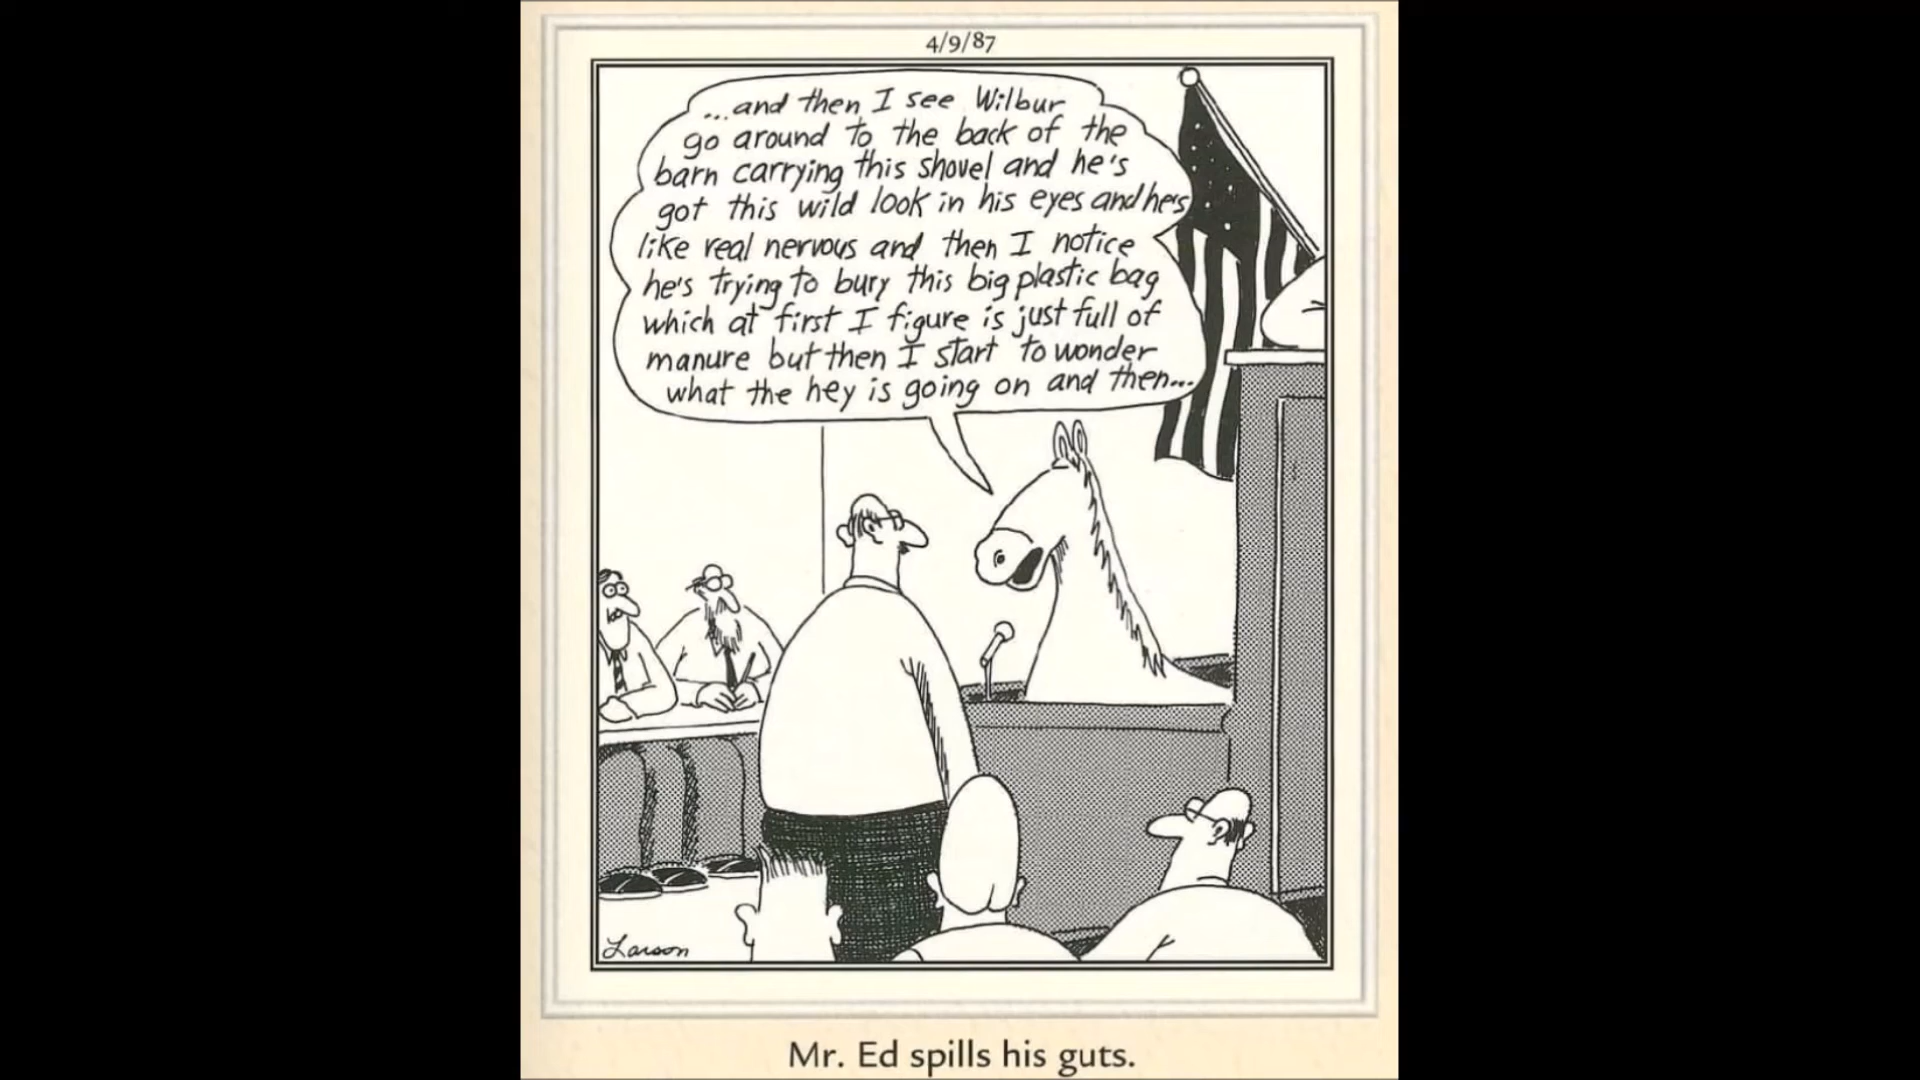 4/9/87
...and then I see Wilbur
go around to the back of the
barn carrying this shovel and he's
got this wild look in his eyes and he's
like real nervous and then I notice
he's trying to bury this big plastic bag
which at first I figure is just full of
manure but then I start to wonder
what the hey is going on and then...
Larson
Mr. Ed spills his guts.